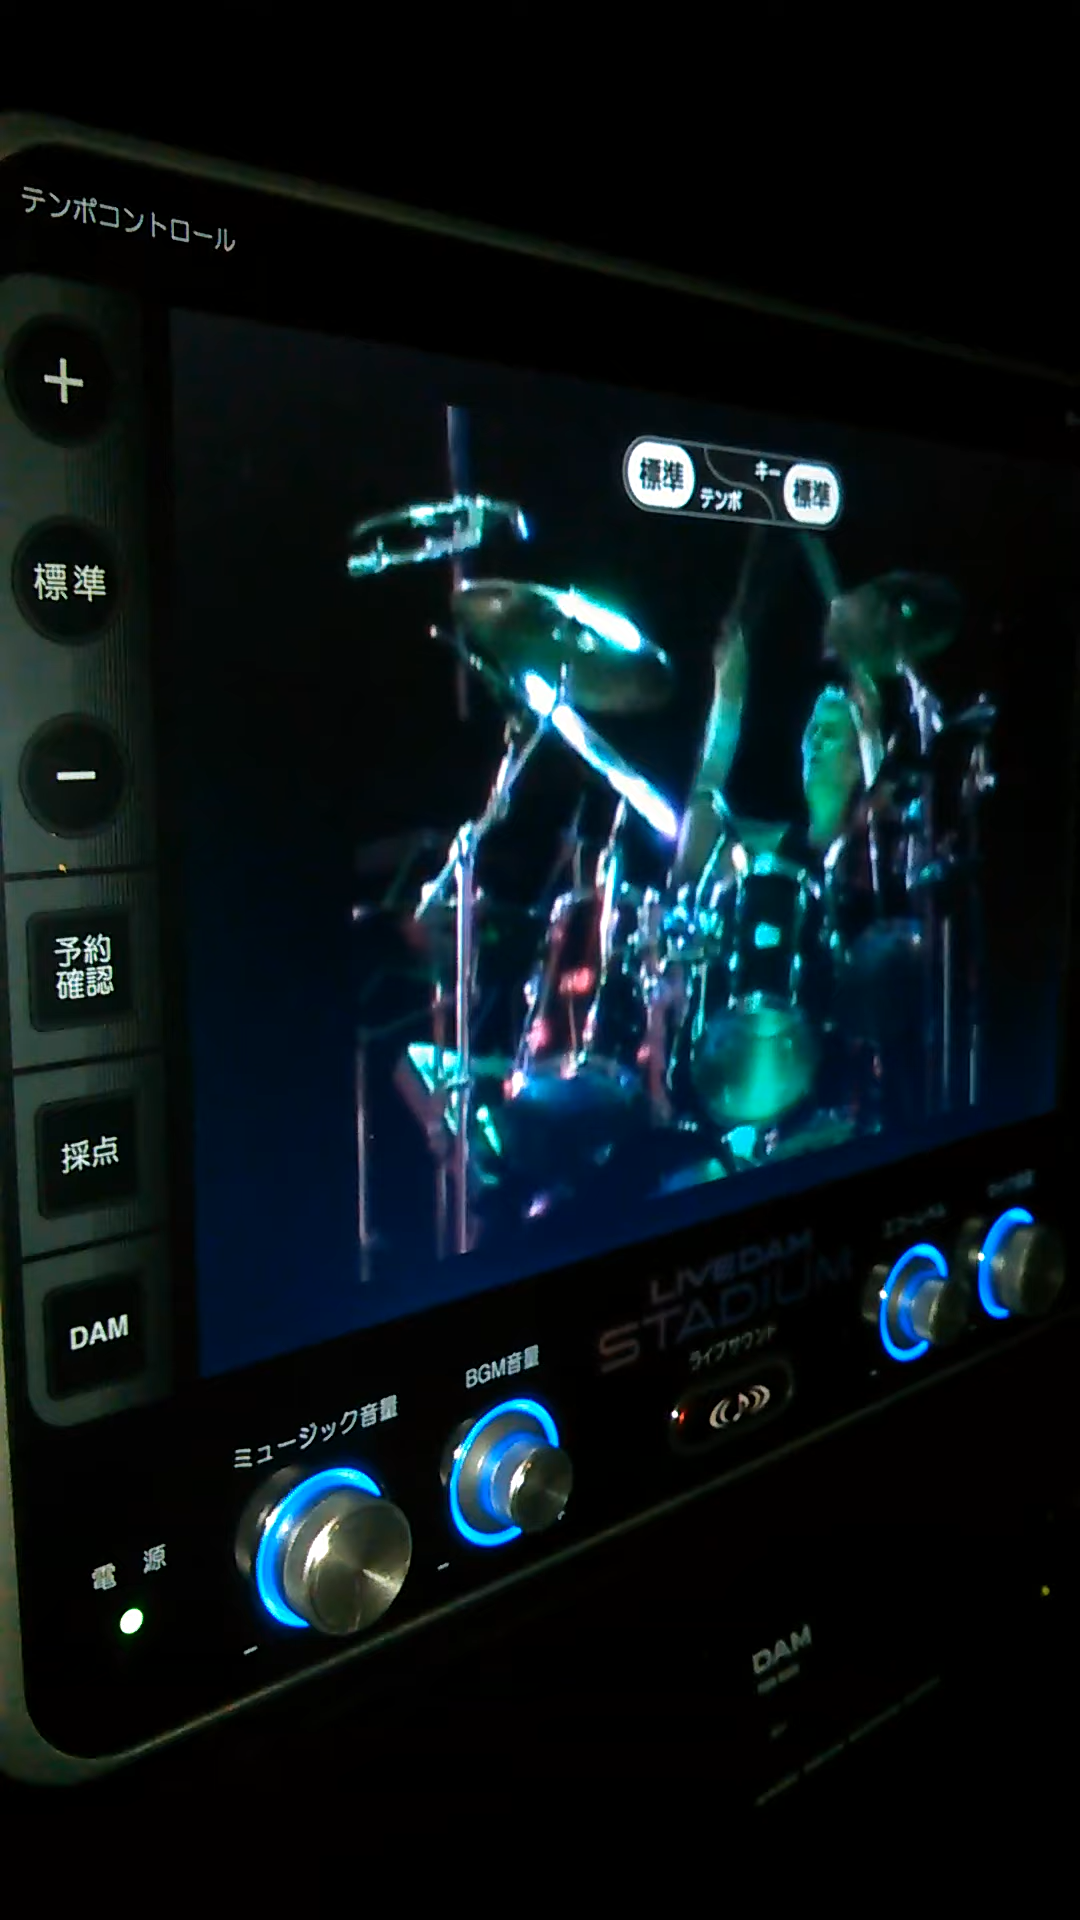 テンポコントロール
+
標準
−
標準
テンポ
キー
標準
予約
確認
採点
DAM
LIVE DAM
STADIUM
ライブサウンド
BGM音量
ミュージック音量
電源
−
−
DAM